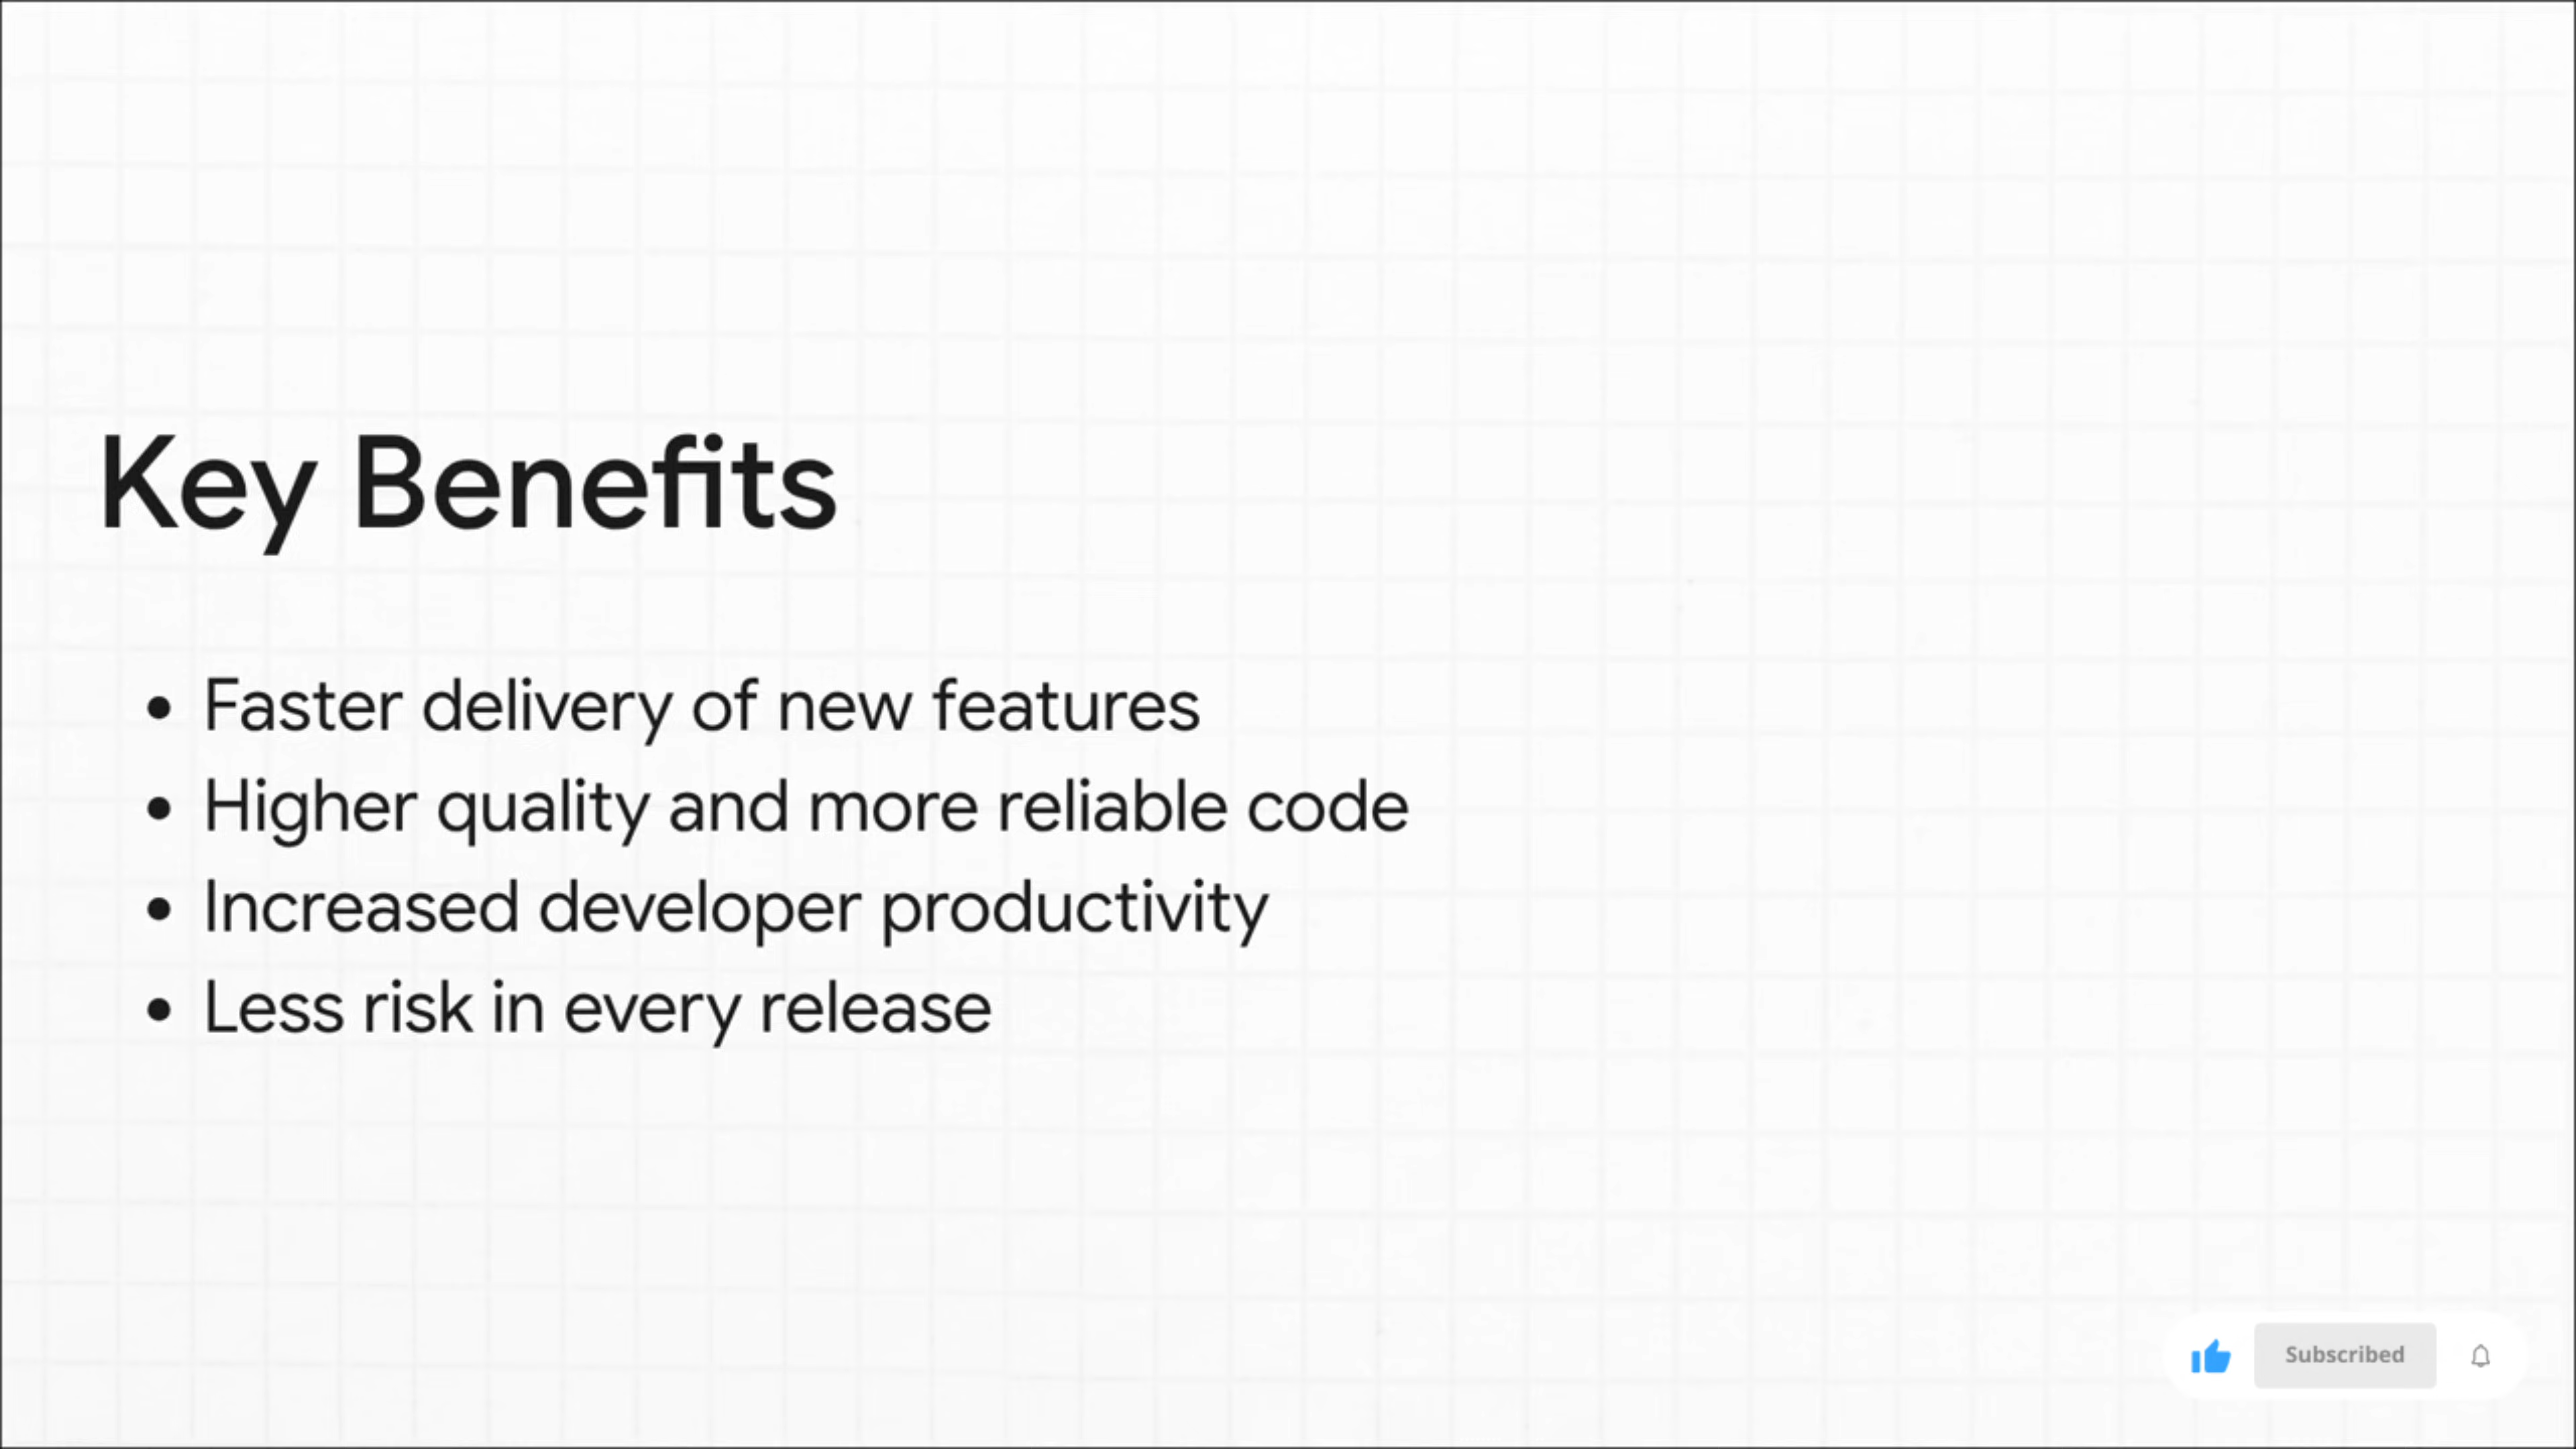 Key Benefits
• Faster delivery of new features
• Higher quality and more reliable code
• Increased developer productivity
• Less risk in every release
Subscribed